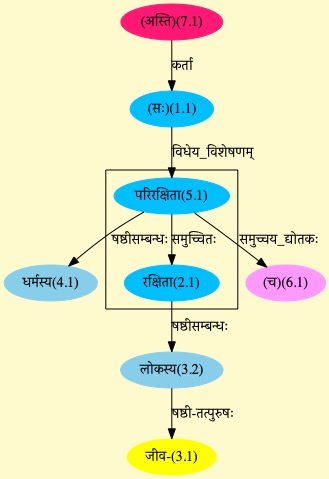 (अस्ति)(7.1)
कर्ता
(सः)(1.1)
विधेय_विशेषणम्
परिरक्षिता(5.1)
षष्ठीसम्बन्धः समुच्चितः समुच्चय_द्योतकः
धर्मस्य(4.1) रक्षिता(2.1) (च)(6.1)
षष्ठीसम्बन्धः
लोकस्य(3.2)
षष्ठी-तत्पुरुषः
जीव-(3.1)